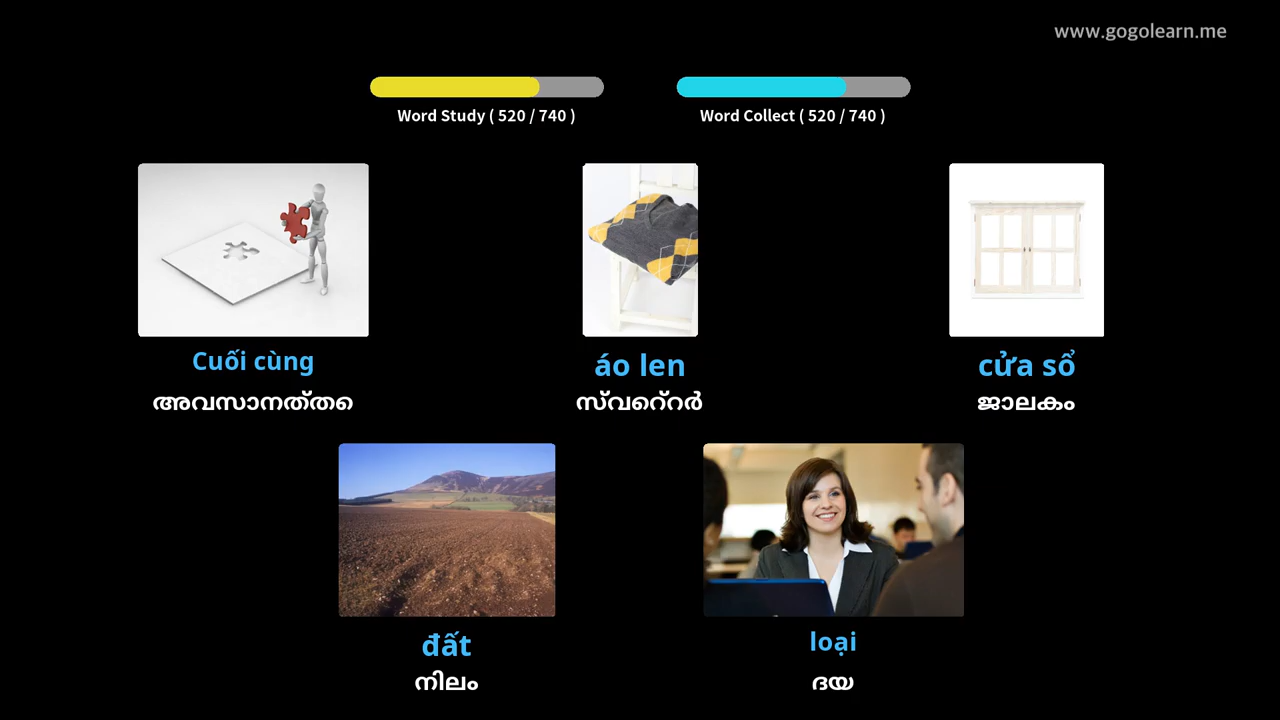 www.gogolearn.me
Word Study ( 520 / 740 )
Word Collect ( 520 / 740 )
Cuối cùng
അവസാനത്തെ
áo len
സ്വെറ്റർ
cửa sổ
ജാലകം
đất
നിലം
loại
ദയ